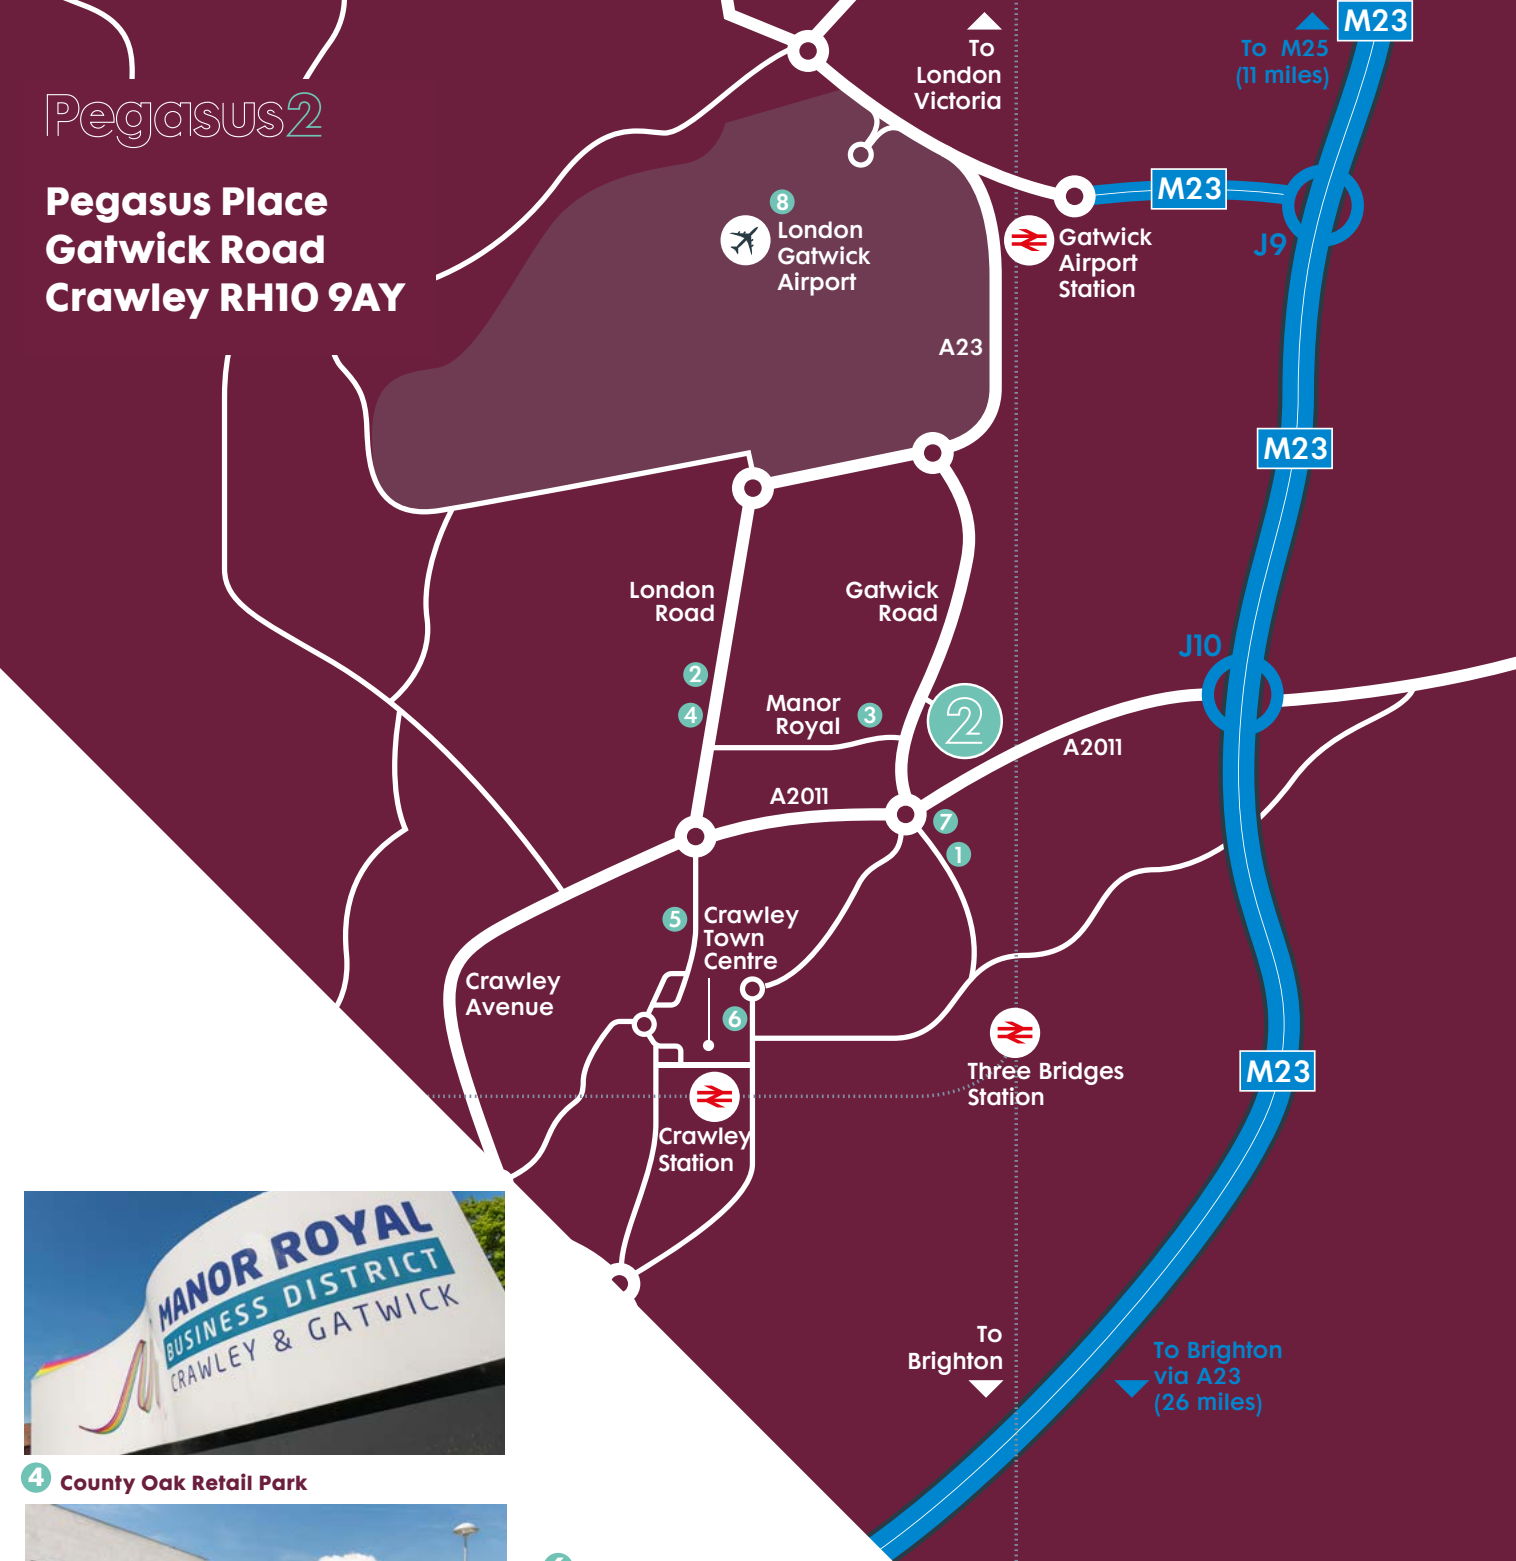 Pegasus2
Pegasus Place
Gatwick Road
Crawley RH10 9AY
To
London
Victoria
To M25
(11 miles)
M23
8
London
Gatwick
Airport
Gatwick
Airport
Station
M23
J9
A23
M23
London
Road
Gatwick
Road
2
4
Manor
Royal
3
2
J10
A2011
A2011
7
1
5
Crawley
Town
Centre
Crawley
Avenue
6
Three Bridges
Station
M23
Crawley
Station
To
Brighton
To Brighton
via A23
(26 miles)
MANOR ROYAL
BUSINESS DISTRICT
CRAWLEY & GATWICK
4 County Oak Retail Park